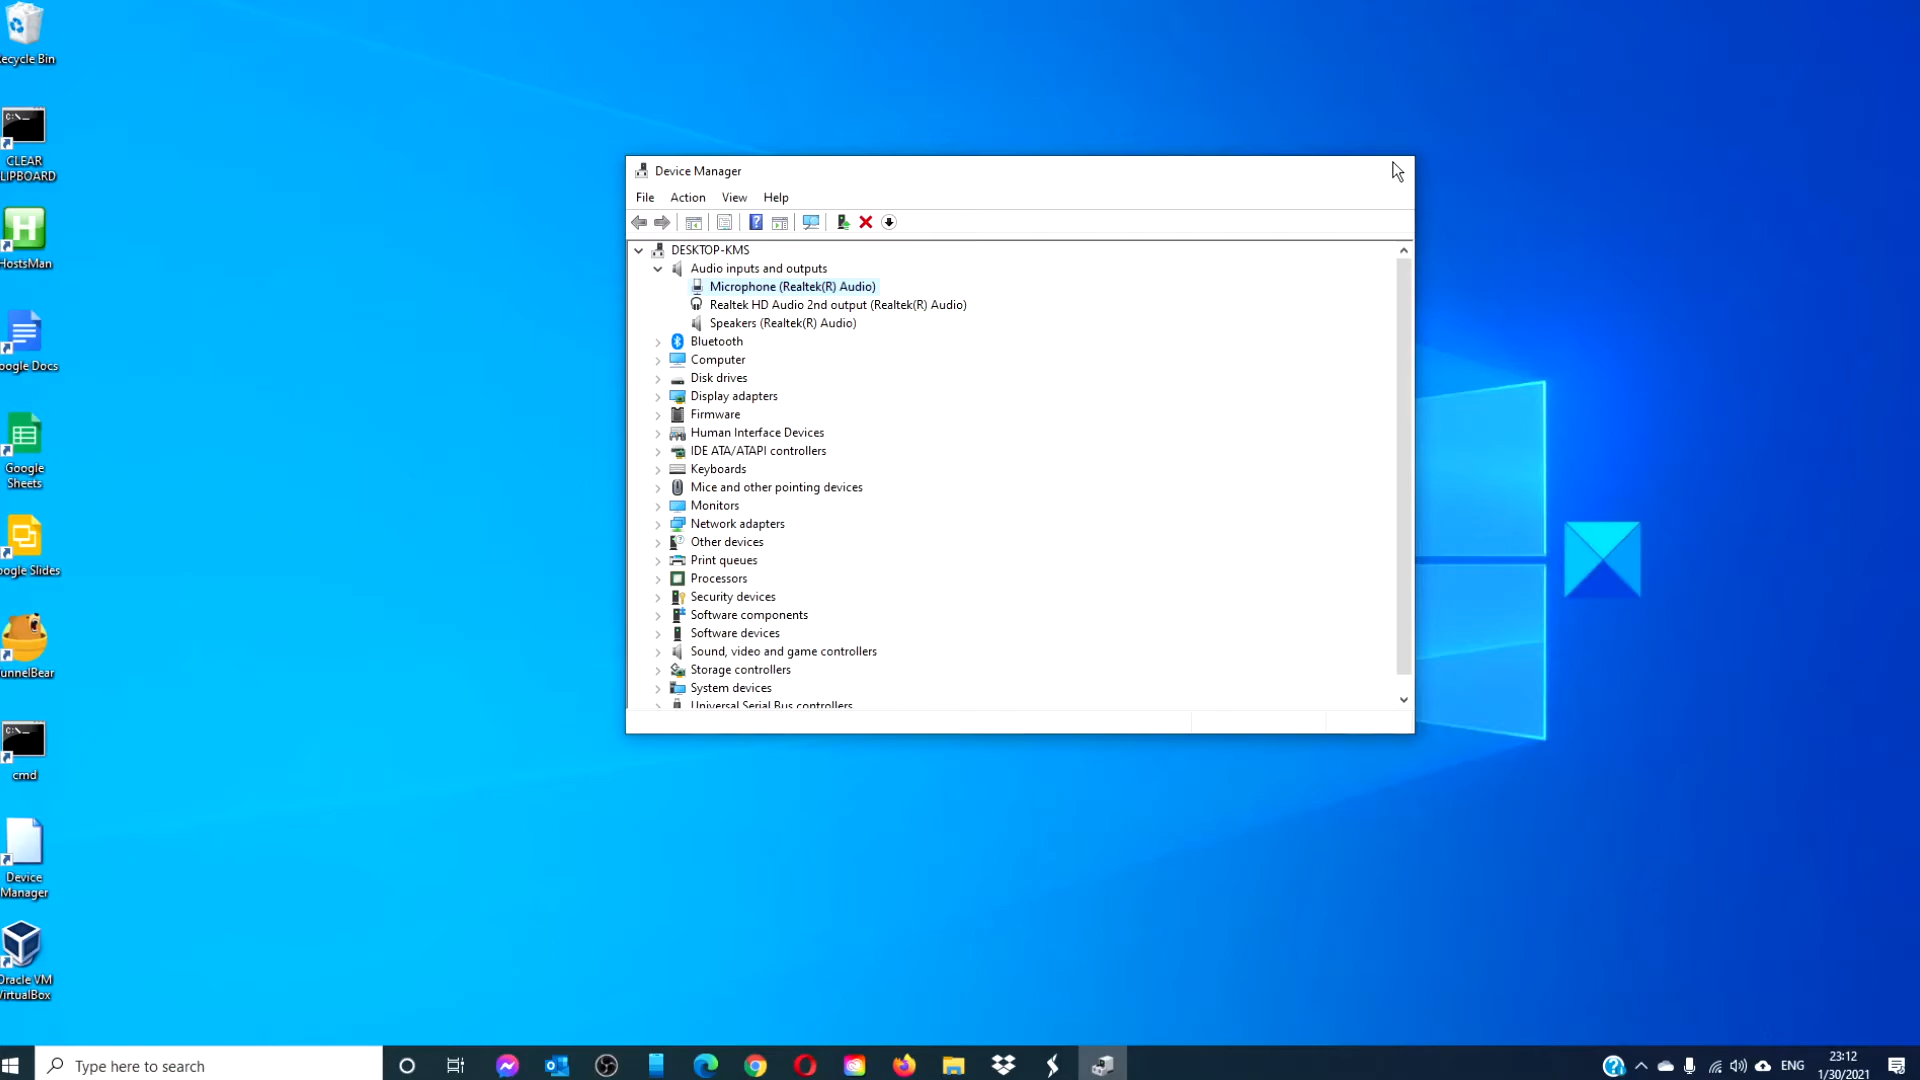 ecycle Bin
CLEAR
LIPBOARD
HostsMan
oogle Docs
Google
Sheets
oogle Slides
unnelBear
cmd
Device
Manager
Oracle VM
VirtualBox
Device Manager
File Action View Help
DESKTOP-KMS
Audio inputs and outputs
Microphone (Realtek(R) Audio)
Realtek HD Audio 2nd output (Realtek(R) Audio)
Speakers (Realtek(R) Audio)
Bluetooth
Computer
Disk drives
Display adapters
Firmware
Human Interface Devices
IDE ATA/ATAPI controllers
Keyboards
Mice and other pointing devices
Monitors
Network adapters
Other devices
Print queues
Processors
Security devices
Software components
Software devices
Sound, video and game controllers
Storage controllers
System devices
Universal Serial Bus controllers
Type here to search
ENG
23:12
1/30/2021